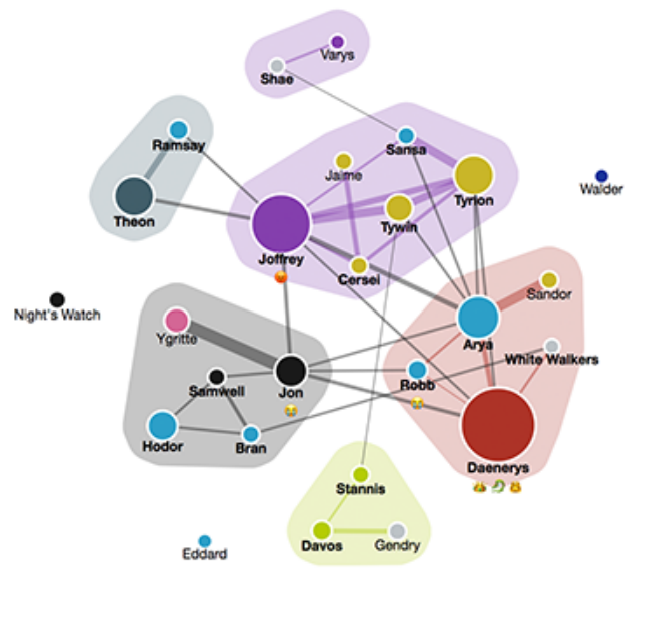 Varys
Shae
Ramsay
Sansa
Jaime
Tyrion
Walder
Theon
Tywin
Joffrey
Cersei
Sandor
Night's Watch
Ygritte
Arya
White Walkers
Samwell
Jon
Robb
Hodor
Bran
Daenerys
Stannis
Davos
Gendry
Eddard